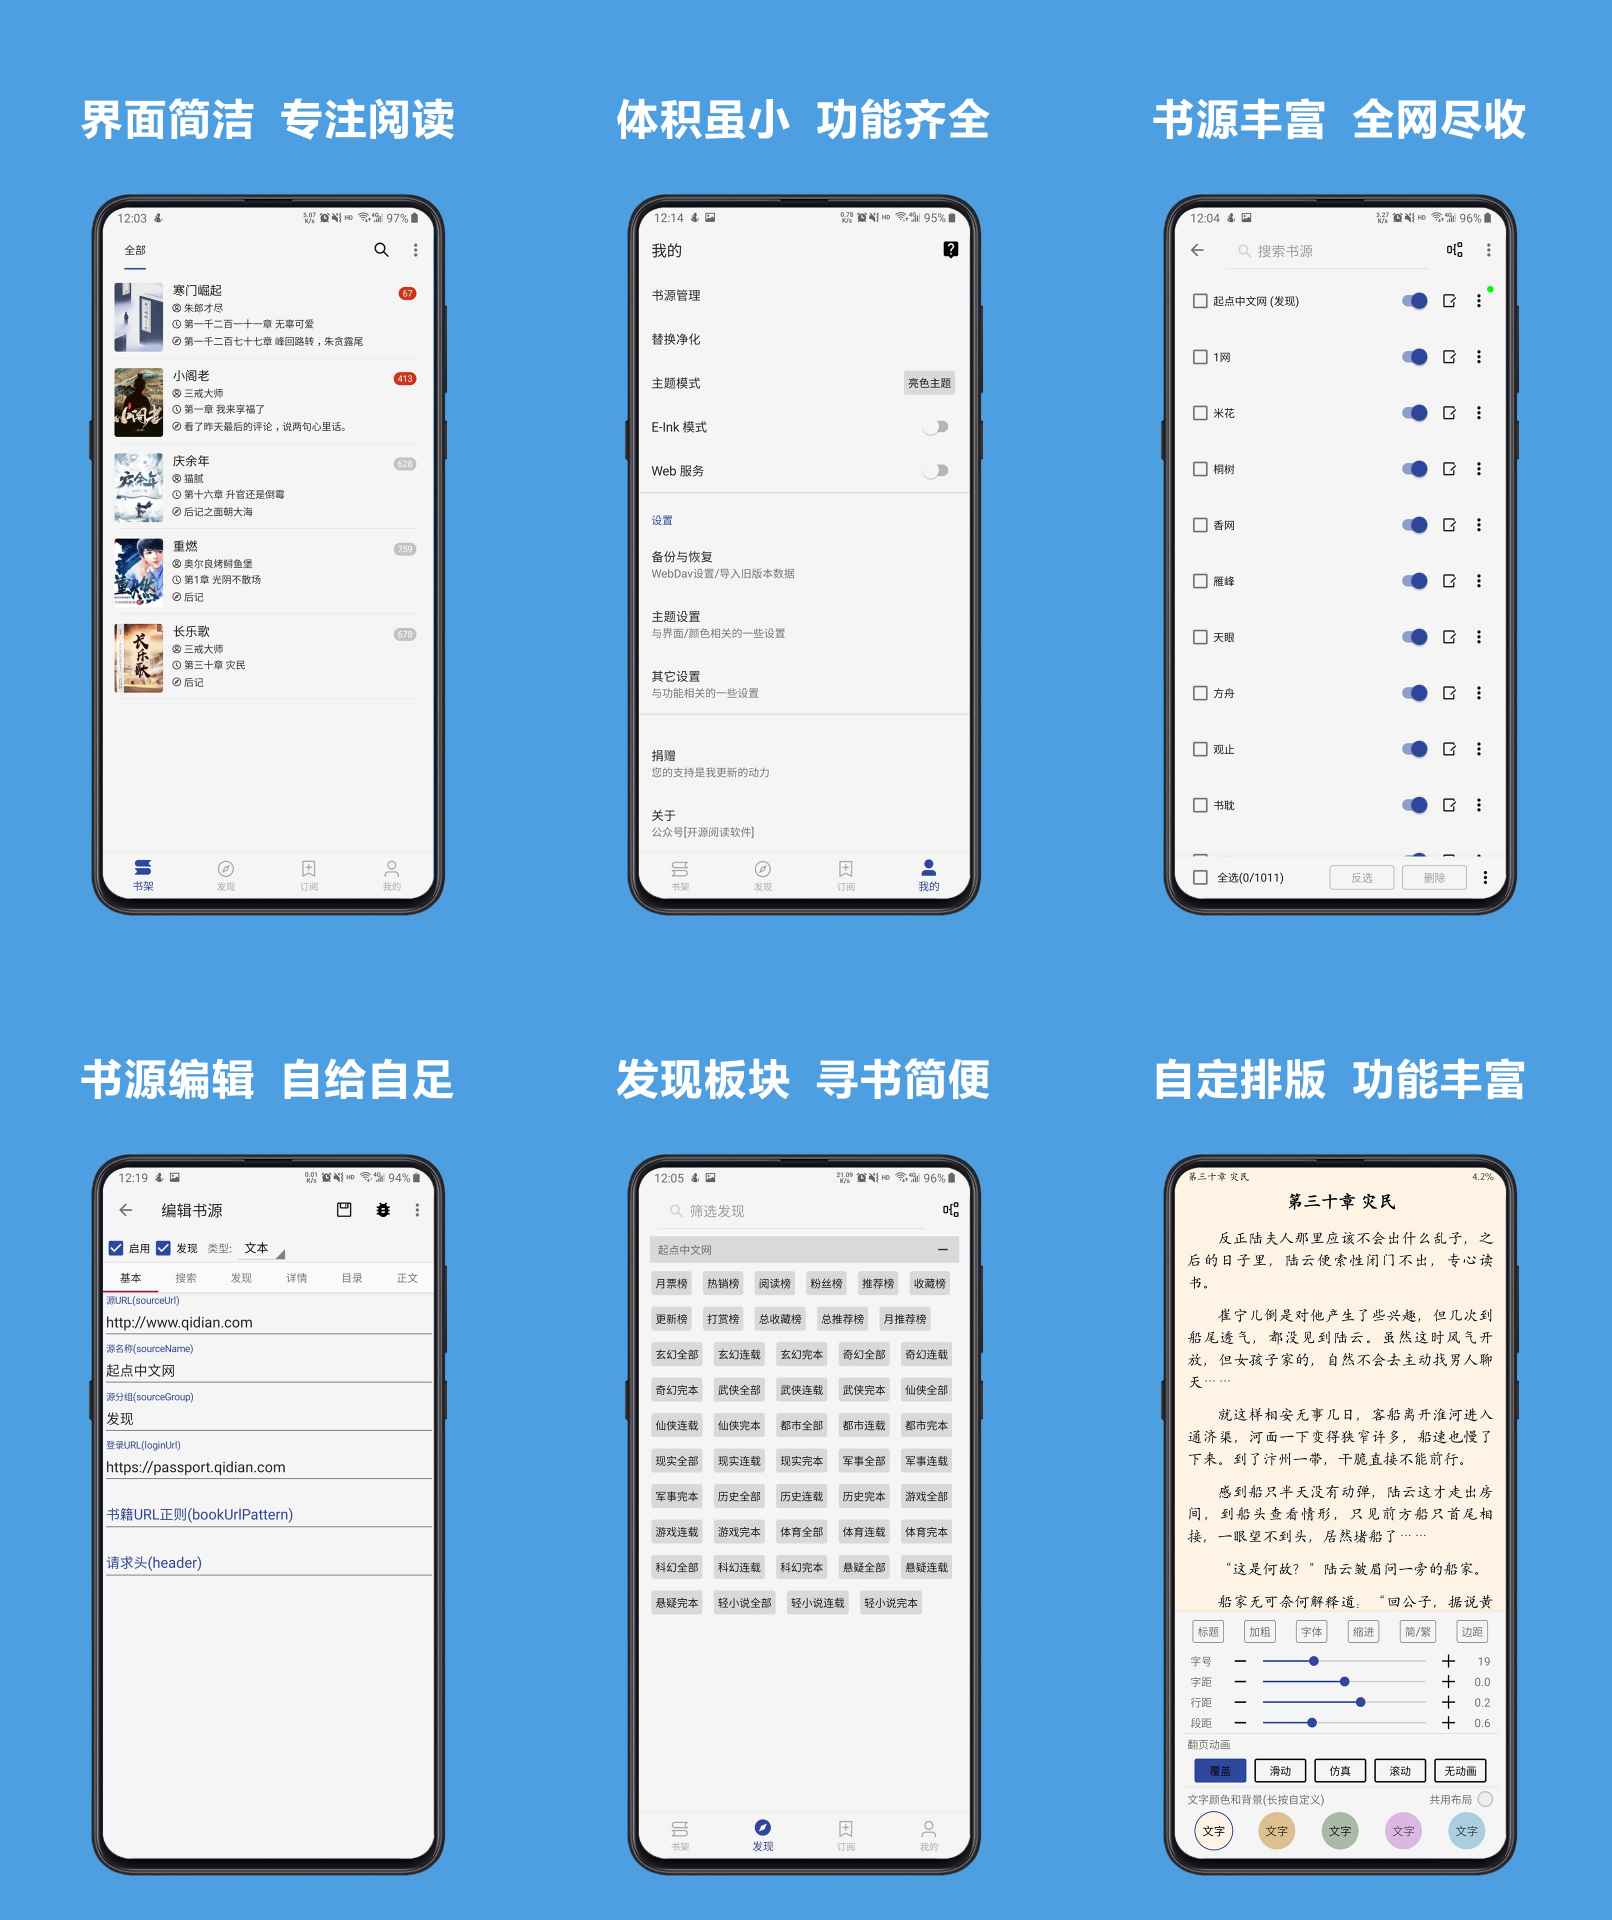 界面简洁 专注阅读
12:03
5.07 K/s
HD
4G
97%
全部
寒门崛起
67
朱郎才尽
第一千二百一十一章 无辜可爱
第一千二百七十七章 峰回路转，朱贪露尾
小阁老
413
三戒大师
第一章 我来享福了
看了昨天最后的评论，说两句心里话。
庆余年
628
猫腻
第十六章 升官还是倒霉
后记之面朝大海
重燃
759
奥尔良烤鲟鱼堡
第1章 光阴不散场
后记
长乐歌
678
三戒大师
第三十章 灾民
后记
书架
发现
订阅
我的
体积虽小 功能齐全
12:14
0.78 K/s
HD
4G
95%
我的
书源管理
替换净化
主题模式
亮色主题
E-Ink 模式
Web 服务
设置
备份与恢复
WebDav设置/导入旧版本数据
主题设置
与界面/颜色相关的一些设置
其它设置
与功能相关的一些设置
捐赠
您的支持是我更新的动力
关于
公众号[开源阅读软件]
书架
发现
订阅
我的
书源丰富 全网尽收
12:04
3.27 K/s
HD
4G
96%
搜索书源
起点中文网 (发现)
1网
米花
桐树
香网
雁峰
天眼
方舟
观止
书耽
全选(0/1011)
反选
删除
书源编辑 自给自足
12:19
0.01 K/s
HD
4G
94%
编辑书源
启用
发现
类型:
文本
基本
搜索
发现
详情
目录
正文
源URL(sourceUrl)
http://www.qidian.com
源名称(sourceName)
起点中文网
源分组(sourceGroup)
发现
登录URL(loginUrl)
https://passport.qidian.com
书籍URL正则(bookUrlPattern)
请求头(header)
发现板块 寻书简便
12:05
21.09 K/s
HD
4G
96%
筛选发现
起点中文网
月票榜 热销榜 阅读榜 粉丝榜 推荐榜 收藏榜
更新榜 打赏榜 总收藏榜 总推荐榜 月推荐榜
玄幻全部 玄幻连载 玄幻完本 奇幻全部 奇幻连载
奇幻完本 武侠全部 武侠连载 武侠完本 仙侠全部
仙侠连载 仙侠完本 都市全部 都市连载 都市完本
现实全部 现实连载 现实完本 军事全部 军事连载
军事完本 历史全部 历史连载 历史完本 游戏全部
游戏连载 游戏完本 体育全部 体育连载 体育完本
科幻全部 科幻连载 科幻完本 悬疑全部 悬疑连载
悬疑完本 轻小说全部 轻小说连载 轻小说完本
书架
发现
订阅
我的
自定排版 功能丰富
第三十章 灾民
4.2%
第三十章 灾民
反正陆夫人那里应该不会出什么乱子，之
后的日子里，陆云便索性闭门不出，专心读
书。
崔宁儿倒是对他产生了些兴趣，但几次到
船尾透气，都没见到陆云。虽然这时风气开
放，但女孩子家的，自然不会去主动找男人聊
天……
就这样相安无事几日，客船离开淮河进入
通济渠，河面一下变得狭窄许多，船速也慢了
下来。到了汴州一带，干脆直接不能前行。
感到船只半天没有动弹，陆云这才走出房
间，到船头查看情形，只见前方船只首尾相
接，一眼望不到头，居然堵船了……
“这是何故？”陆云皱眉问一旁的船家。
船家无可奈何解释道：“回公子，据说黄
标题 加粗 字体 缩进 简/繁 边距
字号 19
字距 0.0
行距 0.2
段距 0.6
翻页动画
覆盖 滑动 仿真 滚动 无动画
文字颜色和背景(长按自定义)
共用布局
文字 文字 文字 文字 文字